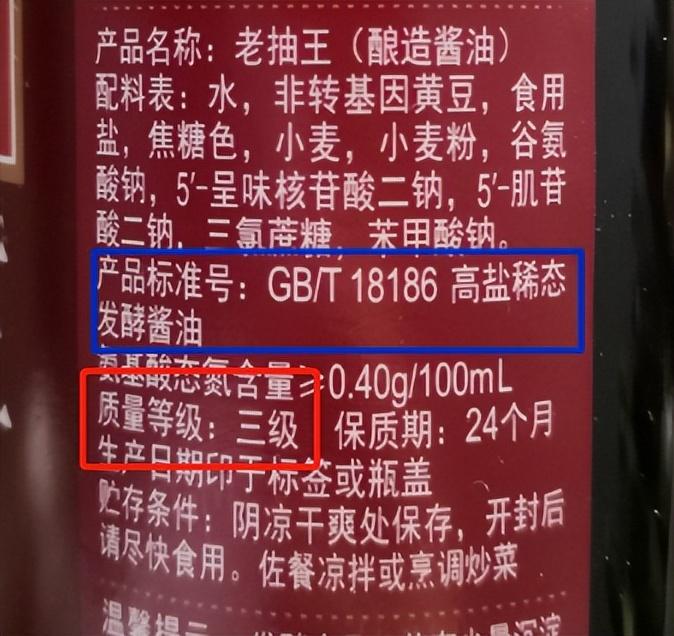 产品名称：老抽王（酿造酱油）
配料表：水，非转基因黄豆，食用
盐，焦糖色，小麦，小麦粉，谷氨
酸钠，5′-呈味核苷酸二钠，5′-肌苷
酸二钠，三氯蔗糖，苯甲酸钠。
产品标准号：GB/T 18186 高盐稀态
发酵酱油
氨基酸态氮含量≥0.40g/100mL
质量等级：三级 保质期：24个月
生产日期印于标签或瓶盖
贮存条件：阴凉干爽处保存，开封后
请尽快食用。佐餐凉拌或烹调炒菜
温馨提示